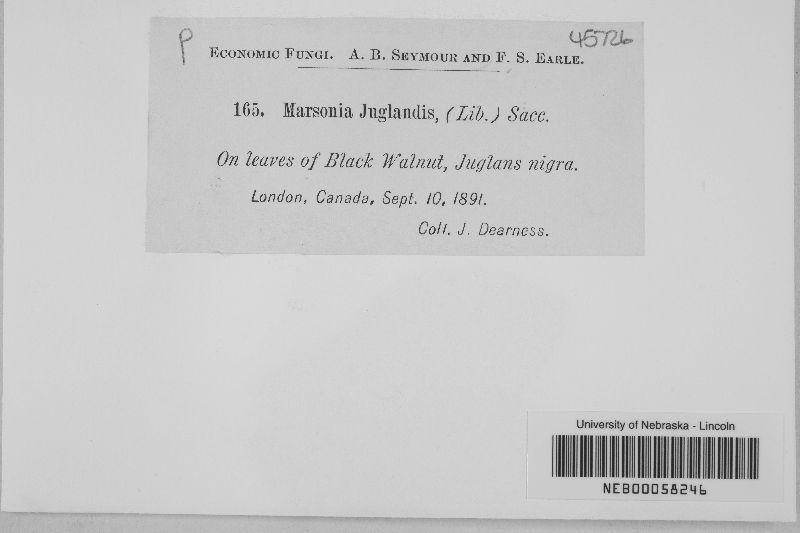 P 45726
ECONOMIC FUNGI. A. B. SEYMOUR AND F. S. EARLE.
165. Marsonia Juglandis, (Lib.) Sacc.
On leaves of Black Walnut, Juglans nigra.
London, Canada, Sept. 10, 1891.
Coll. J. Dearness.
University of Nebraska - Lincoln
NEB00058246